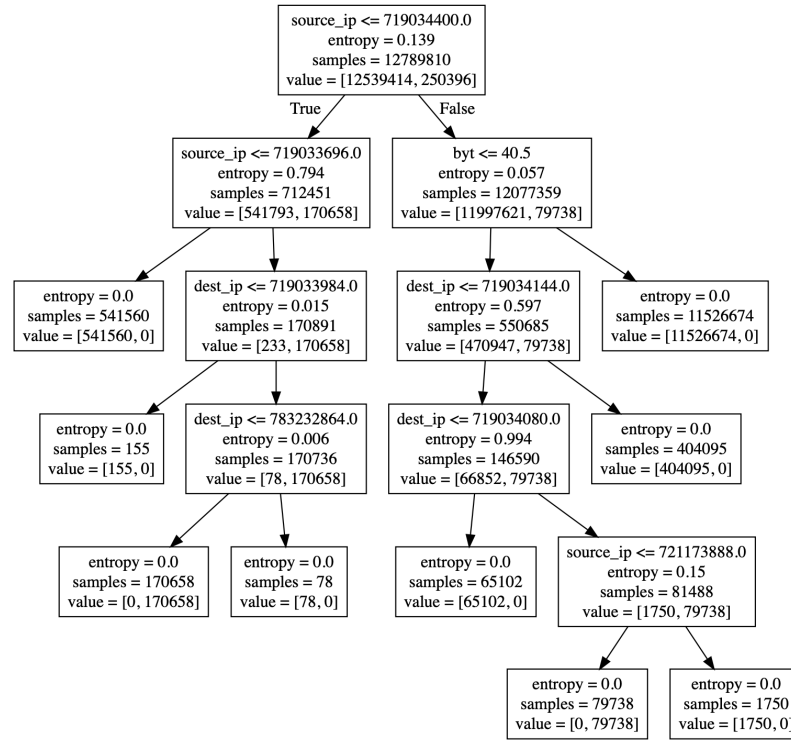 source_ip <= 719034400.0
entropy = 0.139
samples = 12789810
value = [12539414, 250396]
True
False
source_ip <= 719033696.0
entropy = 0.794
samples = 712451
value = [541793, 170658]
byt <= 40.5
entropy = 0.057
samples = 12077359
value = [11997621, 79738]
entropy = 0.0
samples = 541560
value = [541560, 0]
dest_ip <= 719033984.0
entropy = 0.015
samples = 170891
value = [233, 170658]
dest_ip <= 719034144.0
entropy = 0.597
samples = 550685
value = [470947, 79738]
entropy = 0.0
samples = 11526674
value = [11526674, 0]
entropy = 0.0
samples = 155
value = [155, 0]
dest_ip <= 783232864.0
entropy = 0.006
samples = 170736
value = [78, 170658]
dest_ip <= 719034080.0
entropy = 0.994
samples = 146590
value = [66852, 79738]
entropy = 0.0
samples = 404095
value = [404095, 0]
entropy = 0.0
samples = 170658
value = [0, 170658]
entropy = 0.0
samples = 78
value = [78, 0]
entropy = 0.0
samples = 65102
value = [65102, 0]
source_ip <= 721173888.0
entropy = 0.15
samples = 81488
value = [1750, 79738]
entropy = 0.0
samples = 79738
value = [0, 79738]
entropy = 0.0
samples = 1750
value = [1750, 0]